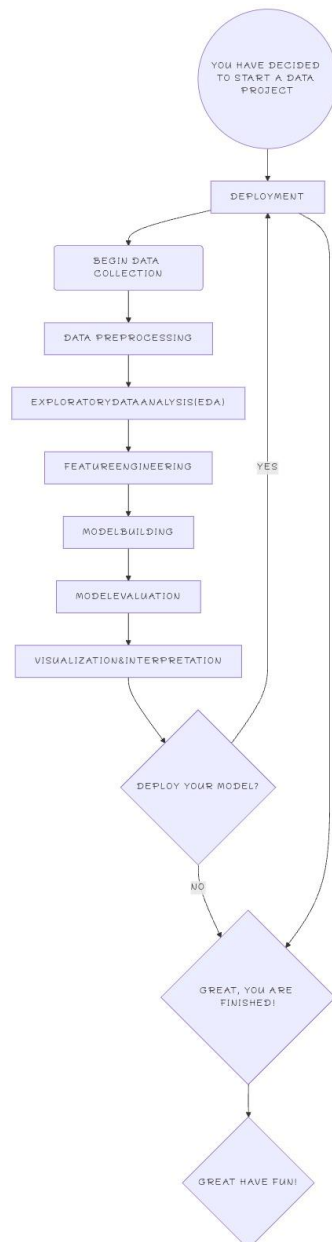 YOU HAVE DECIDED
TO START A DATA
PROJECT
DEPLOYMENT
BEGIN DATA
COLLECTION
DATA PREPROCESSING
EXPLORATORYDATAANALYSIS(EDA)
FEATUREENGINEERING
YES
MODELBUILDING
MODELEVALUATION
VISUALIZATION&INTERPRETATION
DEPLOY YOUR MODEL?
NO
GREAT, YOU ARE
FINISHED!
GREAT HAVE FUN!